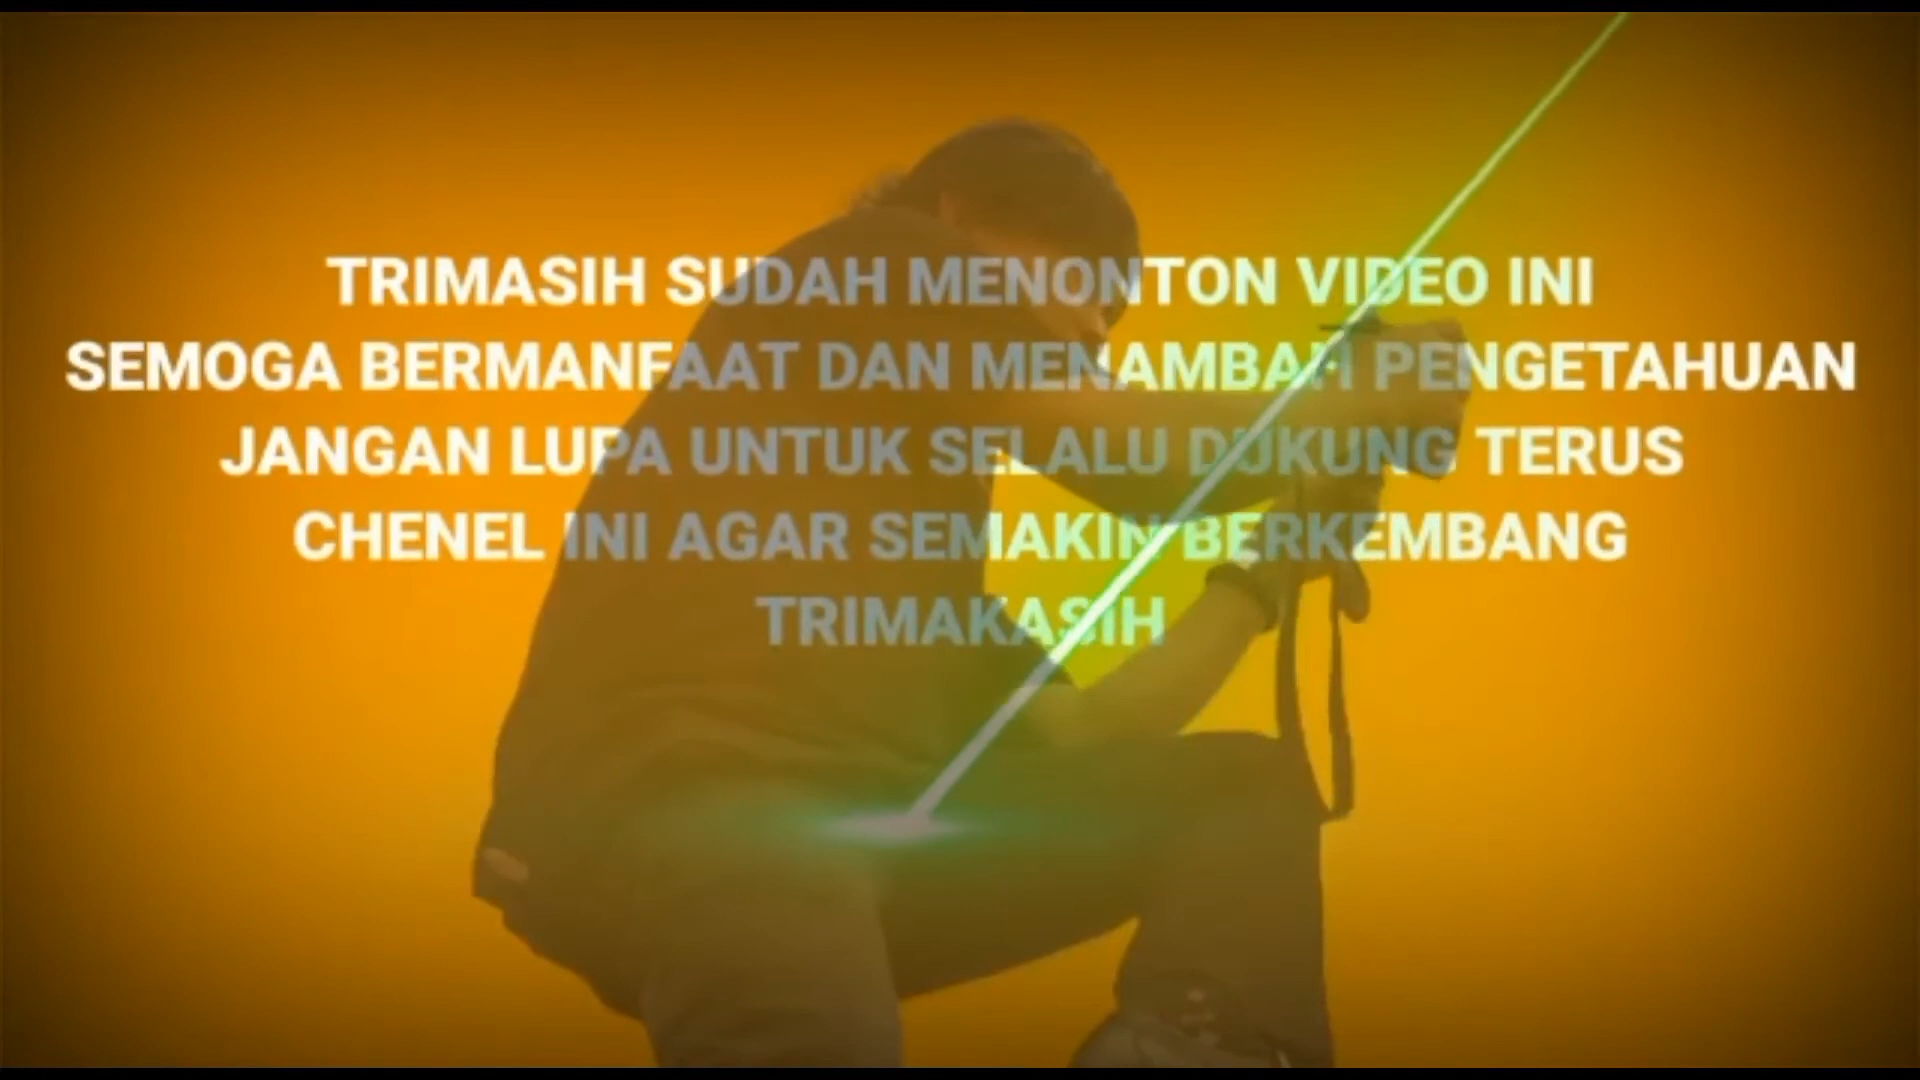 TRIMASIH SUDAH MENONTON VIDEO INI
SEMOGA BERMANFAAT DAN MENAMBAH PENGETAHUAN
JANGAN LUPA UNTUK SELALU DUKUNG TERUS
CHENEL INI AGAR SEMAKIN BERKEMBANG
TRIMAKASIH